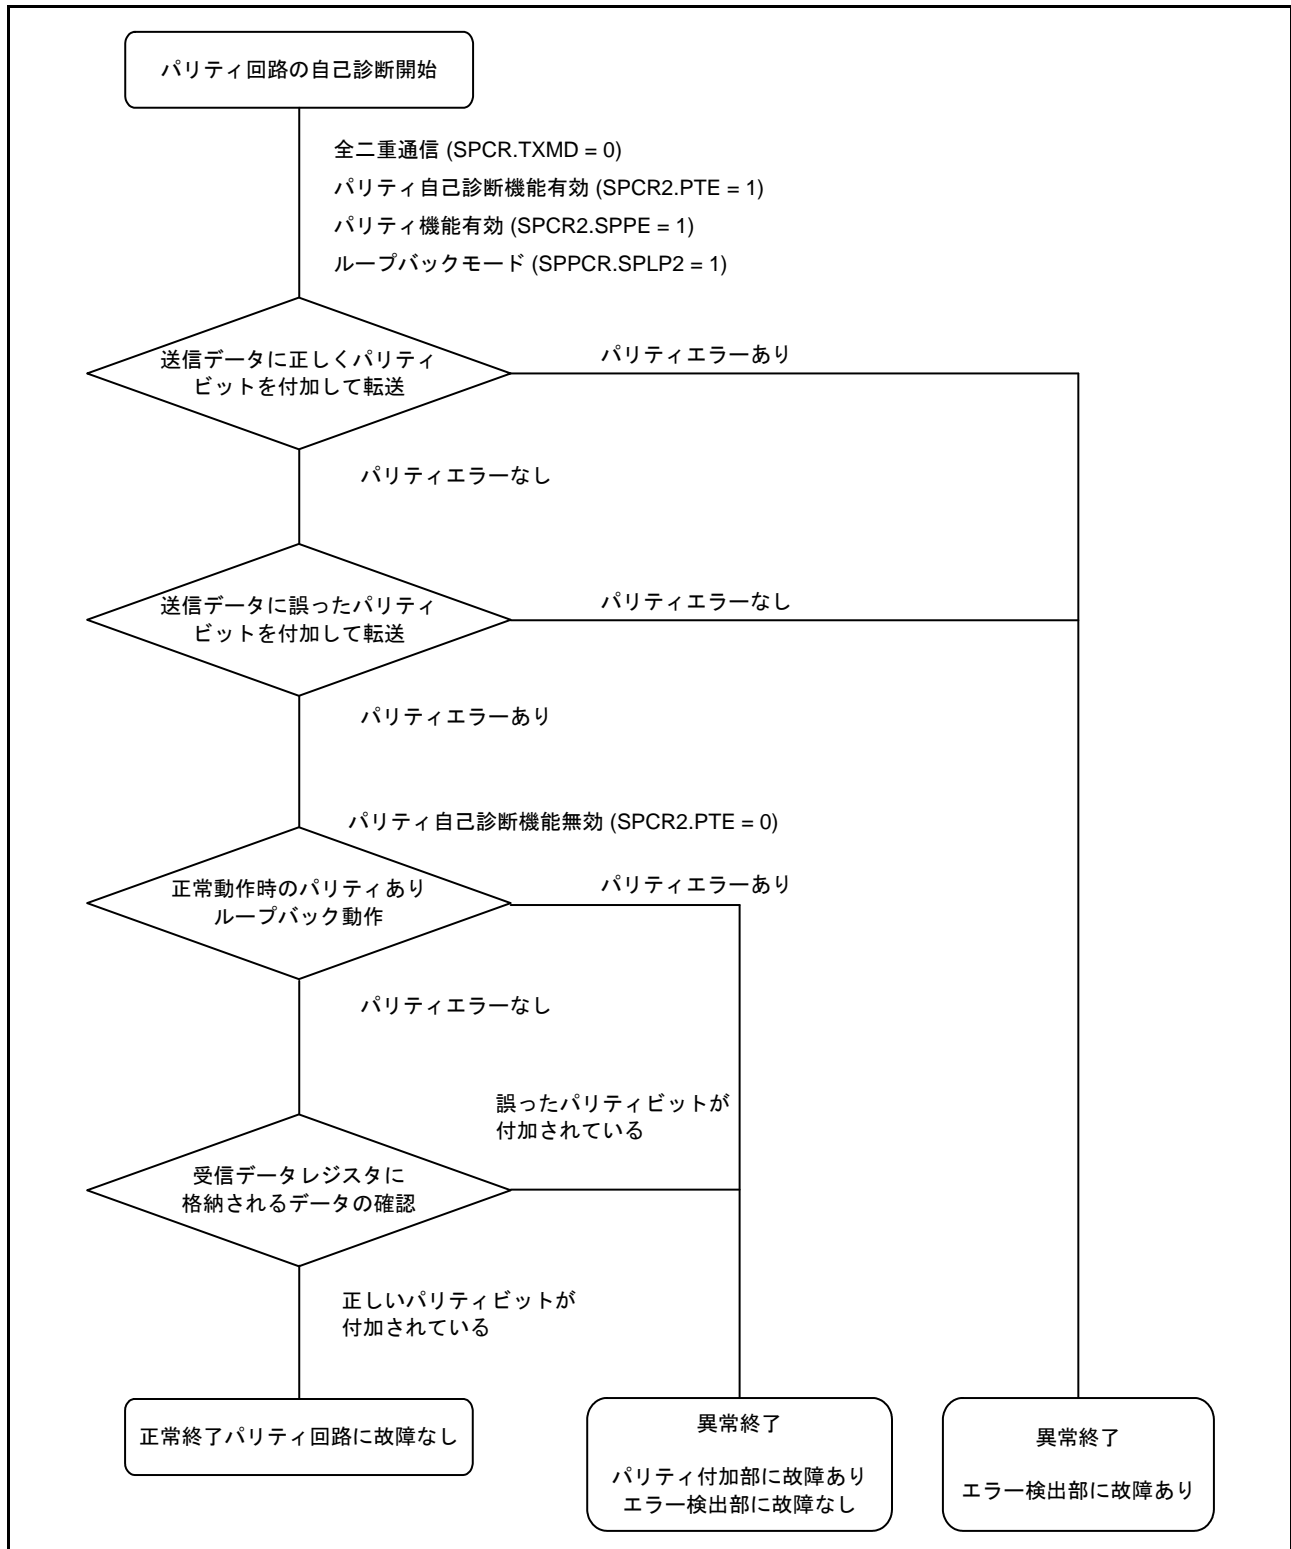 パリティ回路の自己診断開始
全二重通信 (SPCR.TXMD = 0)
パリティ自己診断機能有効 (SPCR2.PTE = 1)
パリティ機能有効 (SPCR2.SPPE = 1)
ループバックモード (SPPCR.SPLP2 = 1)
送信データに正しくパリティ
ビットを付加して転送
パリティエラーあり
パリティエラーなし
送信データに誤ったパリティ
ビットを付加して転送
パリティエラーなし
パリティエラーあり
パリティ自己診断機能無効 (SPCR2.PTE = 0)
正常動作時のパリティあり
ループバック動作
パリティエラーあり
パリティエラーなし
誤ったパリティビットが
付加されている
受信データレジスタに
格納されるデータの確認
正しいパリティビットが
付加されている
正常終了パリティ回路に故障なし
異常終了
パリティ付加部に故障あり
エラー検出部に故障なし
異常終了
エラー検出部に故障あり